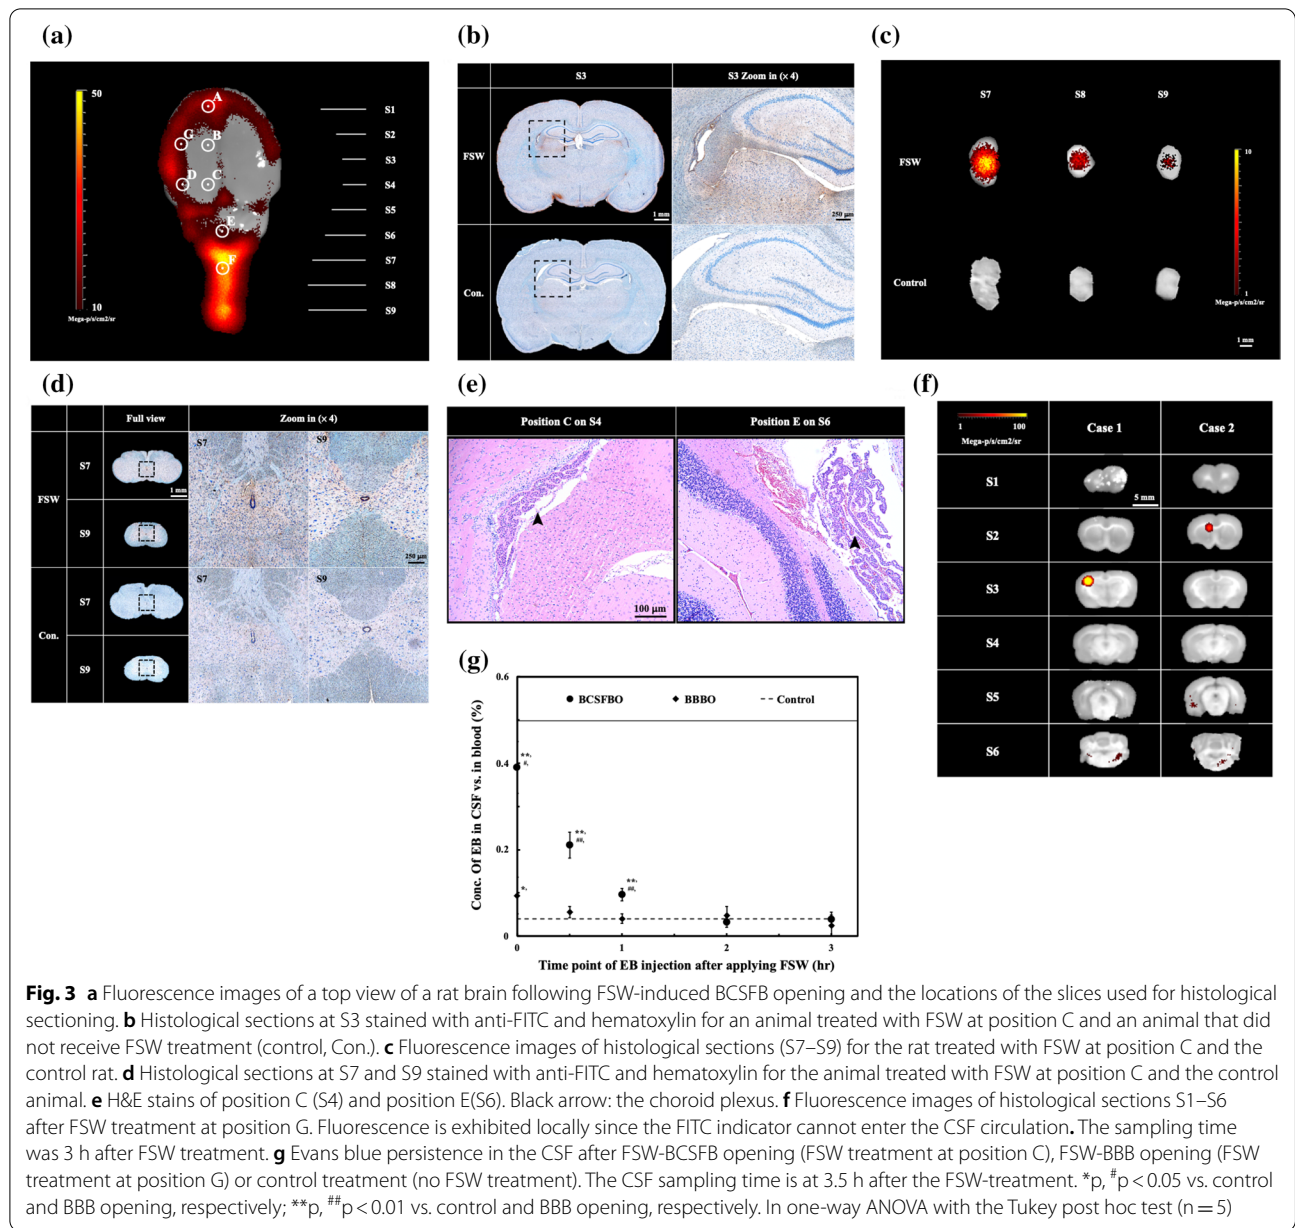 (a)
50
10
Mega-p/s/cm2/sr
A
G
B
D
C
E
F
S1
S2
S3
S4
S5
S6
S7
S8
S9
(b)
S3
S3 Zoom in (× 4)
FSW
1 mm
250 µm
Con.
(c)
S7
S8
S9
FSW
Control
10
1
Mega-p/s/cm2/sr
1 mm
(d)
Full view
Zoom in (× 4)
FSW
S7
1 mm
S7
S9
S9
250 µm
Con.
S7
S7
S9
S9
(e)
Position C on S4
Position E on S6
100 µm
(f)
1
100
Mega-p/s/cm2/sr
Case 1
Case 2
S1
5 mm
S2
S3
S4
S5
S6
(g)
BCSFBO
BBBO
Control
Conc. Of EB in CSF vs. in blood (%)
0.4
0.2
0
**,
#,
*,
**,
##,
**,
##,
0
1
2
3
Time point of EB injection after applying FSW (hr)
Fig. 3 a Fluorescence images of a top view of a rat brain following FSW-induced BCSFB opening and the locations of the slices used for histological
sectioning. b Histological sections at S3 stained with anti-FITC and hematoxylin for an animal treated with FSW at position C and an animal that did
not receive FSW treatment (control, Con.). c Fluorescence images of histological sections (S7–S9) for the rat treated with FSW at position C and the
control rat. d Histological sections at S7 and S9 stained with anti-FITC and hematoxylin for the animal treated with FSW at position C and the control
animal. e H&E stains of position C (S4) and position E(S6). Black arrow: the choroid plexus. f Fluorescence images of histological sections S1–S6
after FSW treatment at position G. Fluorescence is exhibited locally since the FITC indicator cannot enter the CSF circulation. The sampling time
was 3 h after FSW treatment. g Evans blue persistence in the CSF after FSW-BCSFB opening (FSW treatment at position C), FSW-BBB opening (FSW
treatment at position G) or control treatment (no FSW treatment). The CSF sampling time is at 3.5 h after the FSW-treatment. *p, #p < 0.05 vs. control
and BBB opening, respectively; **p, ##p < 0.01 vs. control and BBB opening, respectively. In one-way ANOVA with the Tukey post hoc test (n = 5)